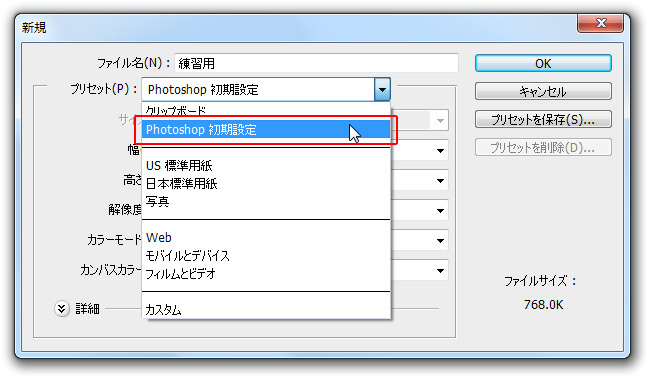 新規
ファイル名(N)： 練習用
OK
プリセット(P)： Photoshop 初期設定
キャンセル
クリップボード
サイ
プリセットを保存(S)...
Photoshop 初期設定
幅
プリセットを削除(D)...
US 標準用紙
高さ
日本標準用紙
写真
解像度
Web
カラーモード
モバイルとデバイス
カンバスカラー
フィルムとビデオ
ファイルサイズ：
詳細
カスタム
768.0K